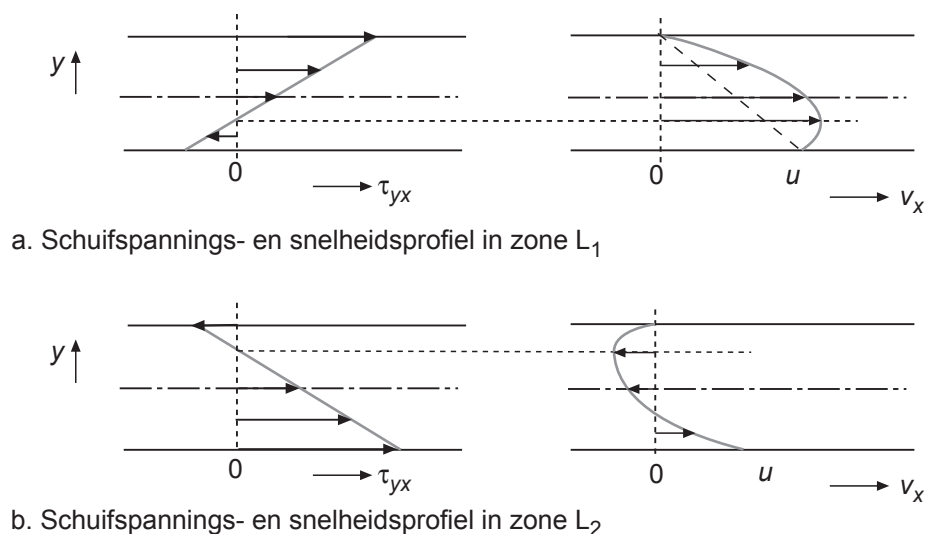 y
0
τyx
0
u
vx
a. Schuifspannings- en snelheidsprofiel in zone L1
y
0
τyx
0
u
vx
b. Schuifspannings- en snelheidsprofiel in zone L2